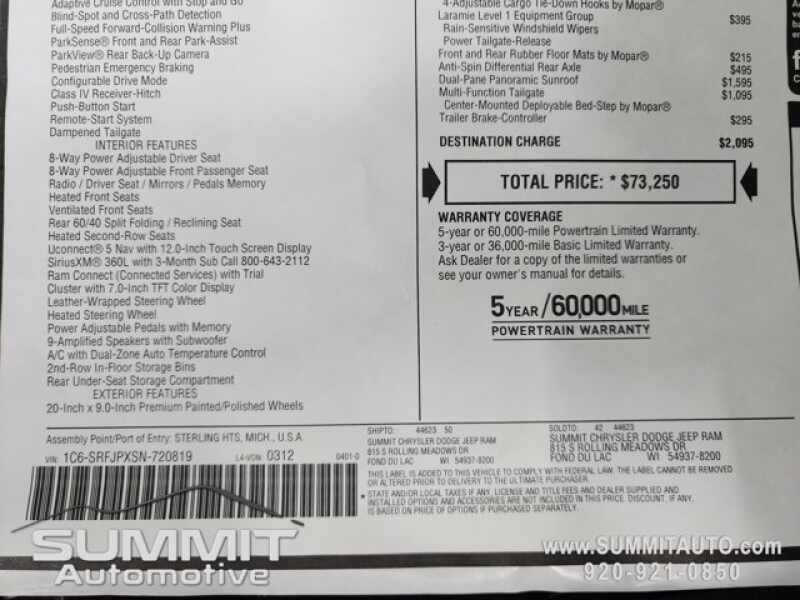 Adaptive Cruise Control with Stop and Go
Blind-Spot and Cross-Path Detection
Full-Speed Forward-Collision Warning Plus
ParkSense® Front and Rear Park-Assist
ParkView® Rear Back-Up Camera
Pedestrian Emergency Braking
Configurable Drive Mode
Class IV Receiver-Hitch
Push-Button Start
Remote-Start System
Dampened Tailgate
INTERIOR FEATURES
8-Way Power Adjustable Driver Seat
8-Way Power Adjustable Front Passenger Seat
Radio / Driver Seat / Mirrors / Pedals Memory
Heated Front Seats
Ventilated Front Seats
Rear 60/40 Split Folding / Reclining Seat
Heated Second-Row Seats
Uconnect® 5 Nav with 12.0-Inch Touch Screen Display
SiriusXM® 360L with 3-Month Sub Call 800-643-2112
Ram Connect (Connected Services) with Trial
Cluster with 7.0-Inch TFT Color Display
Leather-Wrapped Steering Wheel
Heated Steering Wheel
Power Adjustable Pedals with Memory
9-Amplified Speakers with Subwoofer
A/C with Dual-Zone Auto Temperature Control
2nd-Row In-Floor Storage Bins
Rear Under-Seat Storage Compartment
EXTERIOR FEATURES
20-Inch x 9.0-Inch Premium Painted/Polished Wheels
4-Adjustable Cargo Tie-Down Hooks by Mopar®
Laramie Level 1 Equipment Group $395
Rain-Sensitive Windshield Wipers
Power Tailgate-Release
Front and Rear Rubber Floor Mats by Mopar® $215
Anti-Spin Differential Rear Axle $495
Dual-Pane Panoramic Sunroof $1,595
Multi-Function Tailgate $1,095
Center-Mounted Deployable Bed-Step by Mopar®
Trailer Brake-Controller $295
DESTINATION CHARGE $2,095
TOTAL PRICE: * $73,250
WARRANTY COVERAGE
5-year or 60,000-mile Powertrain Limited Warranty.
3-year or 36,000-mile Basic Limited Warranty.
Ask Dealer for a copy of the limited warranties or
see your owner's manual for details.
5 YEAR/60,000 MILE
POWERTRAIN WARRANTY
Assembly Point/Port of Entry: STERLING HTS, MICH., U.S.A.
VIN: 1C6-SRFJPXSN-720819 L4-VON: 0312 0401-0
SHIPTO: 44623 50
SUMMIT CHRYSLER DODGE JEEP RAM
815 S ROLLING MEADOWS DR
FOND DU LAC WI 54937-8200
SOLDTO: 42 44623
SUMMIT CHRYSLER DODGE JEEP RAM
815 S ROLLING MEADOWS DR
FOND DU LAC WI 54937-8200
THIS LABEL IS ADDED TO THIS VEHICLE TO COMPLY WITH FEDERAL LAW. THE LABEL CANNOT BE REMOVED
OR ALTERED PRIOR TO DELIVERY TO THE ULTIMATE PURCHASER.
* STATE AND/OR LOCAL TAXES IF ANY, LICENSE AND TITLE FEES AND DEALER SUPPLIED AND
INSTALLED OPTIONS AND ACCESSORIES ARE NOT INCLUDED IN THIS PRICE. DISCOUNT, IF ANY,
IS BASED ON PRICE OF OPTIONS IF PURCHASED SEPARATELY.
SUMMIT
Automotive
www.SUMMITAUTO.com
920-921-0850